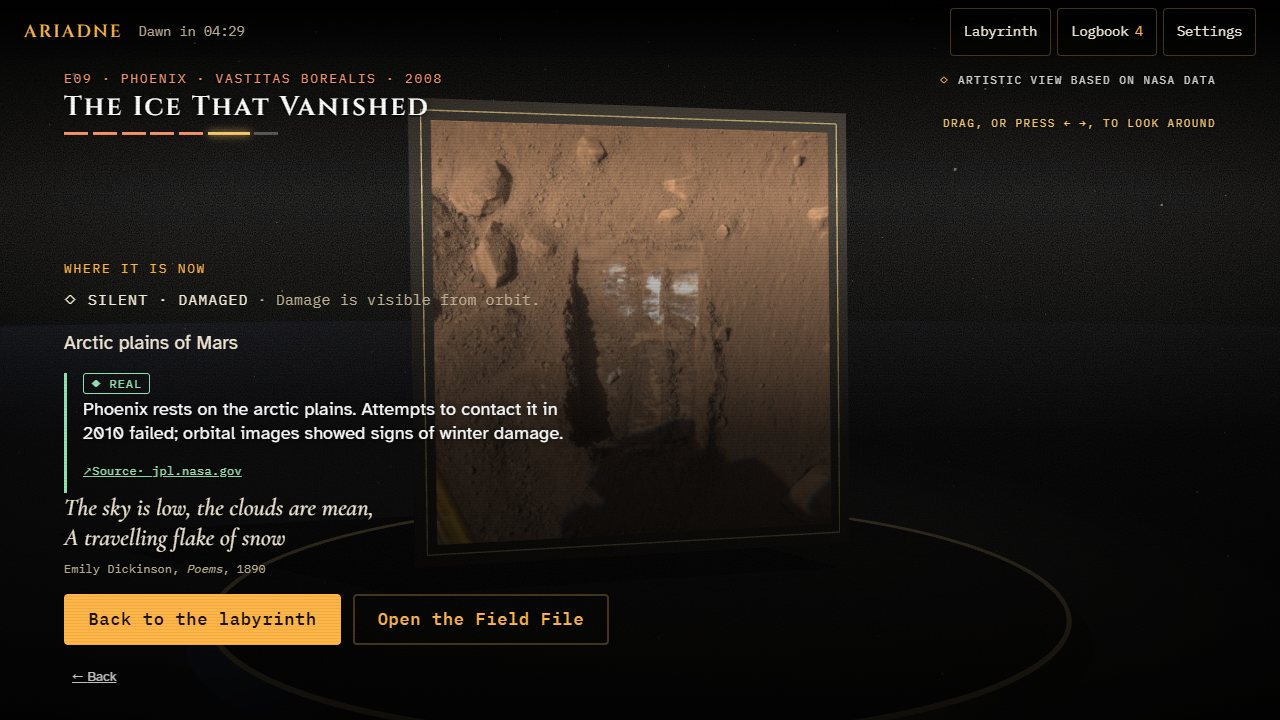 ARIADNE Dawn in 04:29
Labyrinth Logbook 4 Settings
E09 · PHOENIX · VASTITAS BOREALIS · 2008
THE ICE THAT VANISHED
◇ ARTISTIC VIEW BASED ON NASA DATA
DRAG, OR PRESS ← →, TO LOOK AROUND
WHERE IT IS NOW
◇ SILENT · DAMAGED · Damage is visible from orbit.
Arctic plains of Mars
◆ REAL
Phoenix rests on the arctic plains. Attempts to contact it in
2010 failed; orbital images showed signs of winter damage.
↗Source· jpl.nasa.gov
The sky is low, the clouds are mean,
A travelling flake of snow
Emily Dickinson, Poems, 1890
Back to the labyrinth Open the Field File
← Back